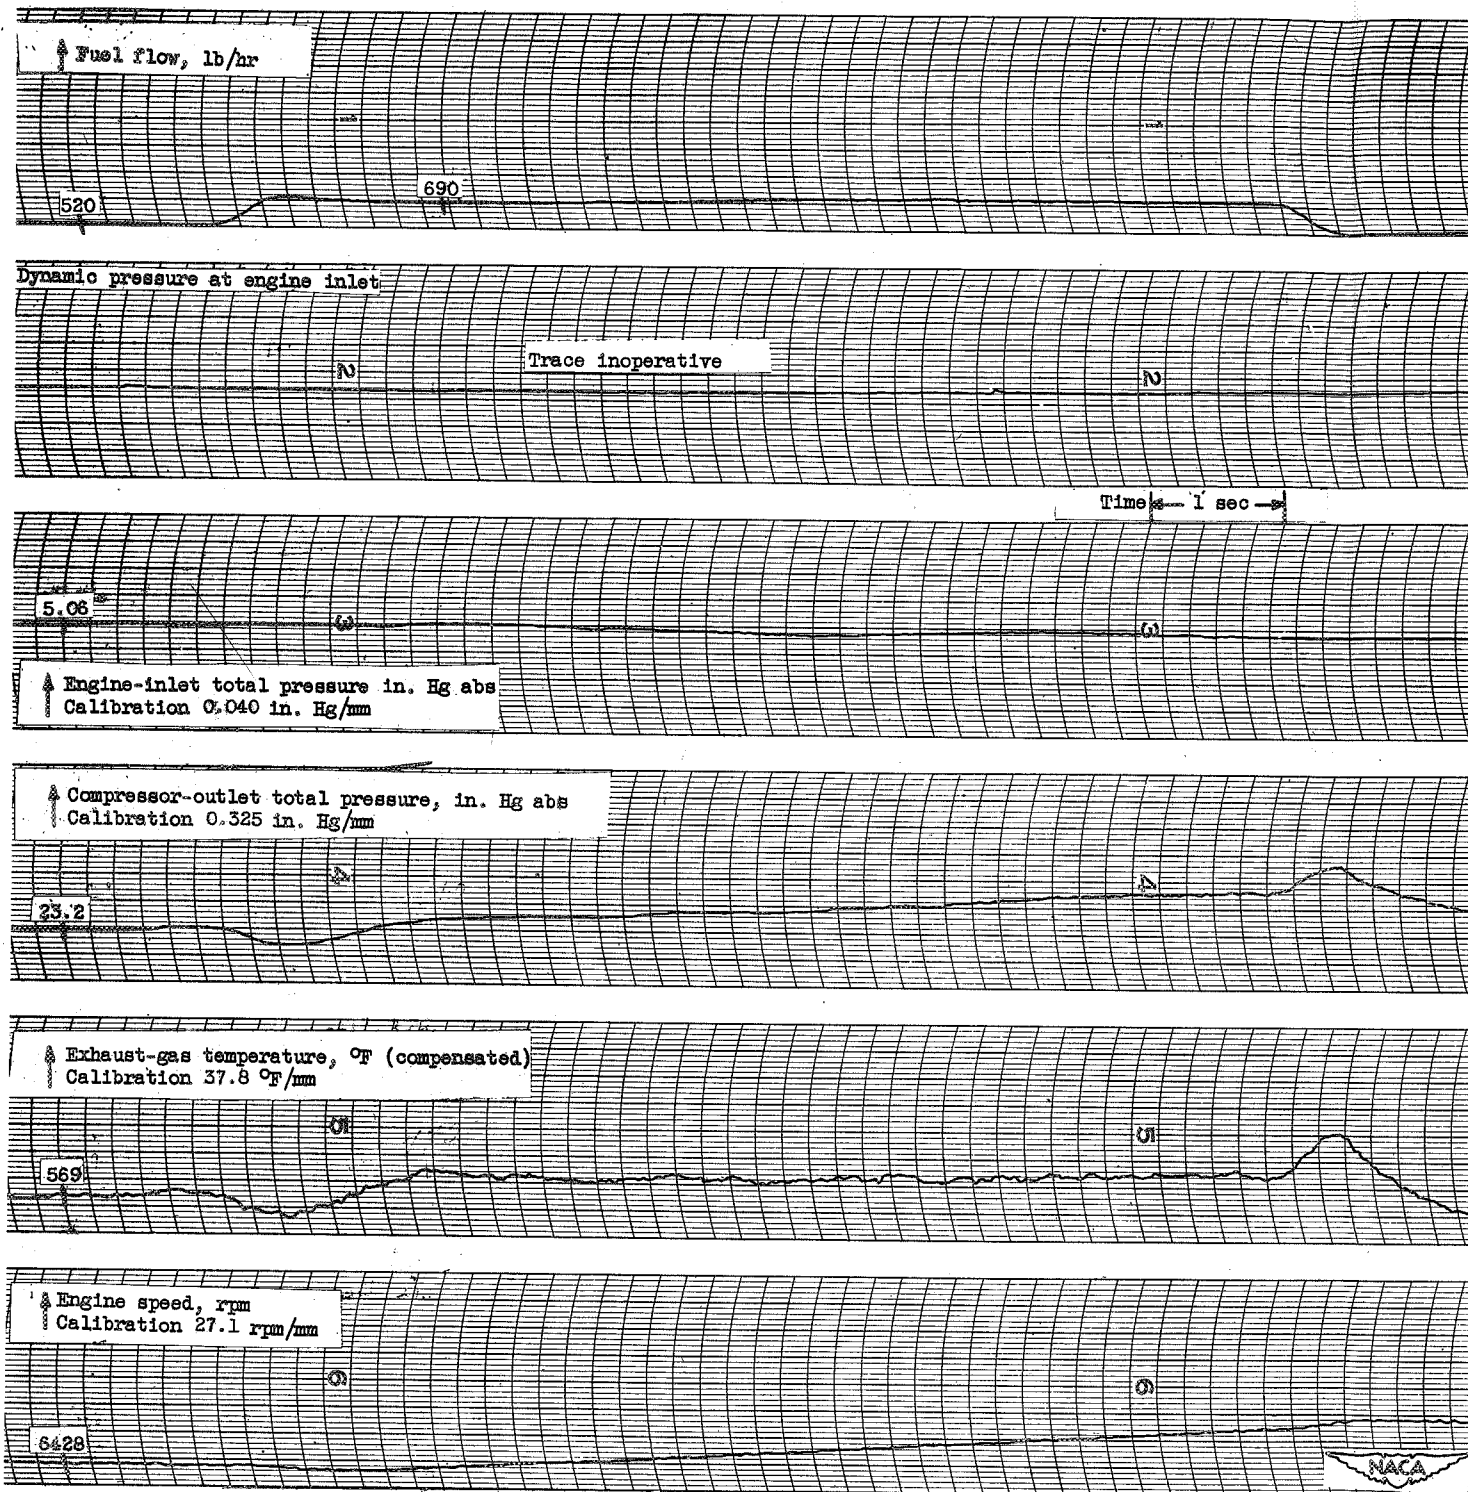 Fuel flow, lb/hr
1
1
690
520
Dynamic pressure at engine inlet
Trace inoperative
2
2
Time 1 sec
5.06
3
3
Engine-inlet total pressure in. Hg abs
Calibration 0.040 in. Hg/mm
Compressor-outlet total pressure, in. Hg abs
Calibration 0.325 in. Hg/mm
4
4
23.2
Exhaust-gas temperature, °F (compensated)
Calibration 37.8 °F/mm
5
5
569
Engine speed, rpm
Calibration 27.1 rpm/mm
6
6
6428
NACA